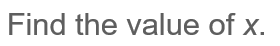 Find the value of x.